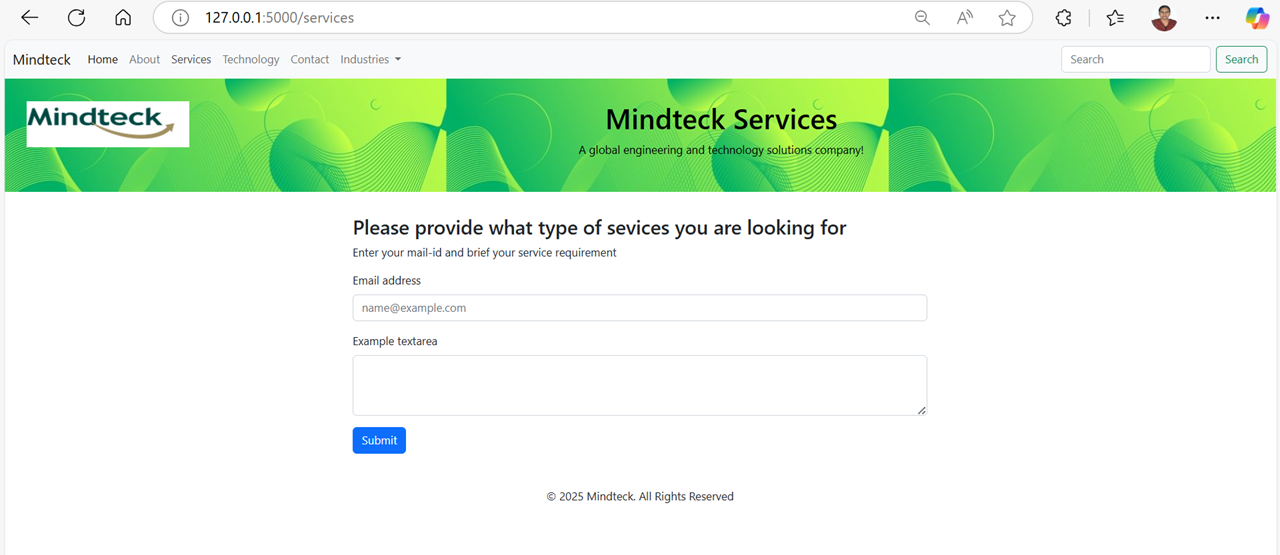 127.0.0.1:5000/services
Mindteck Home About Services Technology Contact Industries Search Search
Mindteck
Mindteck Services
A global engineering and technology solutions company!
Please provide what type of sevices you are looking for
Enter your mail-id and brief your service requirement
Email address
name@example.com
Example textarea
Submit
© 2025 Mindteck. All Rights Reserved